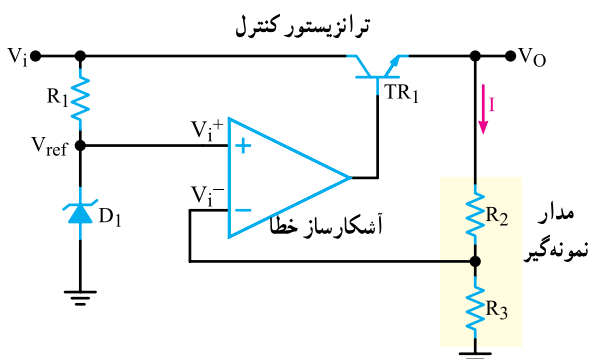 ترانزیستور کنترل
Vi
VO
R1
TR1
I
Vref
Vi+
+
Vi−
−
D1
آشکارساز خطا
R2
مدار
نمونه‌گیر
R3